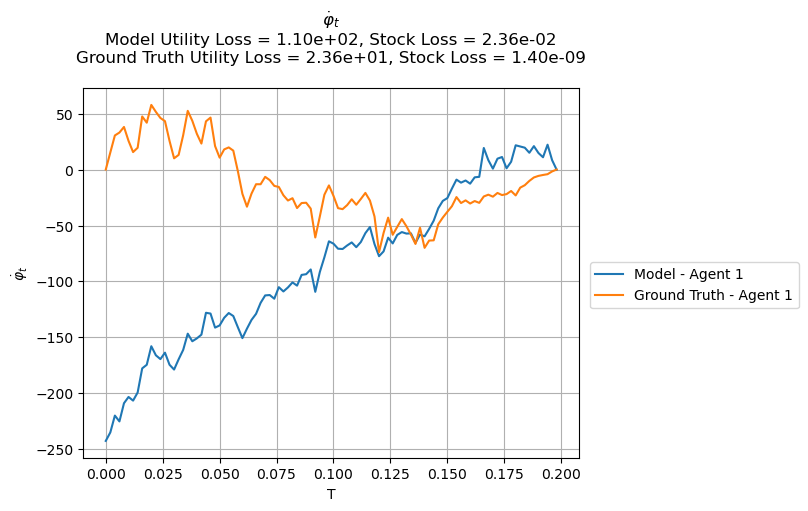 φ̇ₜ
Model Utility Loss = 1.10e+02, Stock Loss = 2.36e-02
Ground Truth Utility Loss = 2.36e+01, Stock Loss = 1.40e-09
50
0
−50
−100
−150
−200
−250
φ̇ₜ
0.000
0.025
0.050
0.075
0.100
0.125
0.150
0.175
0.200
T
Model - Agent 1
Ground Truth - Agent 1